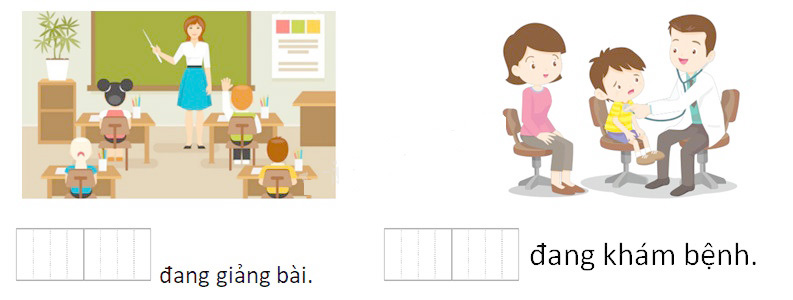 đang giảng bài.
đang khám bệnh.